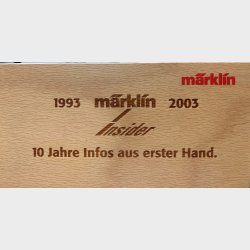 märklin
1993 märklin 2003
Insider
10 Jahre Infos aus erster Hand.